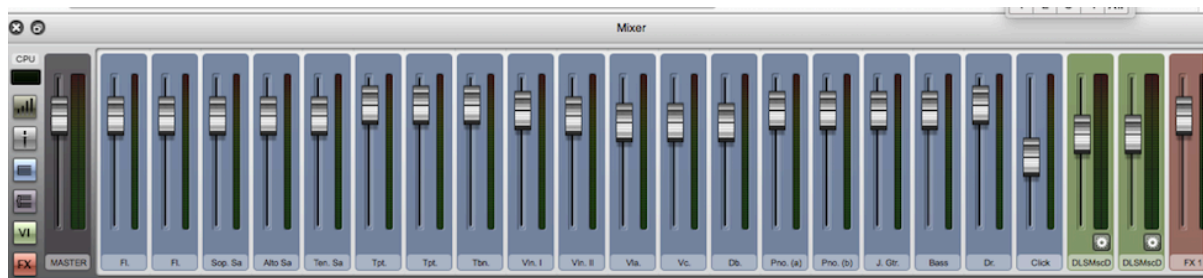 Mixer
CPU
VI
FX
MASTER
Fl.
Fl.
Sop. Sa
Alto Sa
Ten. Sa
Tpt.
Tpt.
Tbn.
Vln. I
Vln. II
Vla.
Vc.
Db.
Pno. (a)
Pno. (b)
J. Gtr.
Bass
Dr.
Click
DLSMscD
DLSMscD
FX